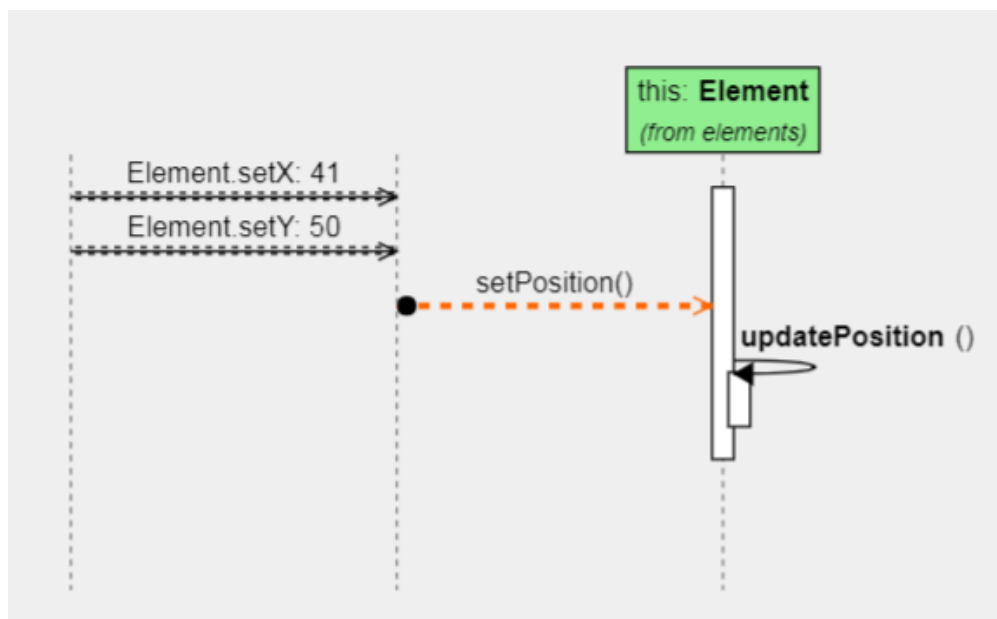 this: Element
(from elements)
Element.setX: 41
Element.setY: 50
setPosition()
updatePosition ()